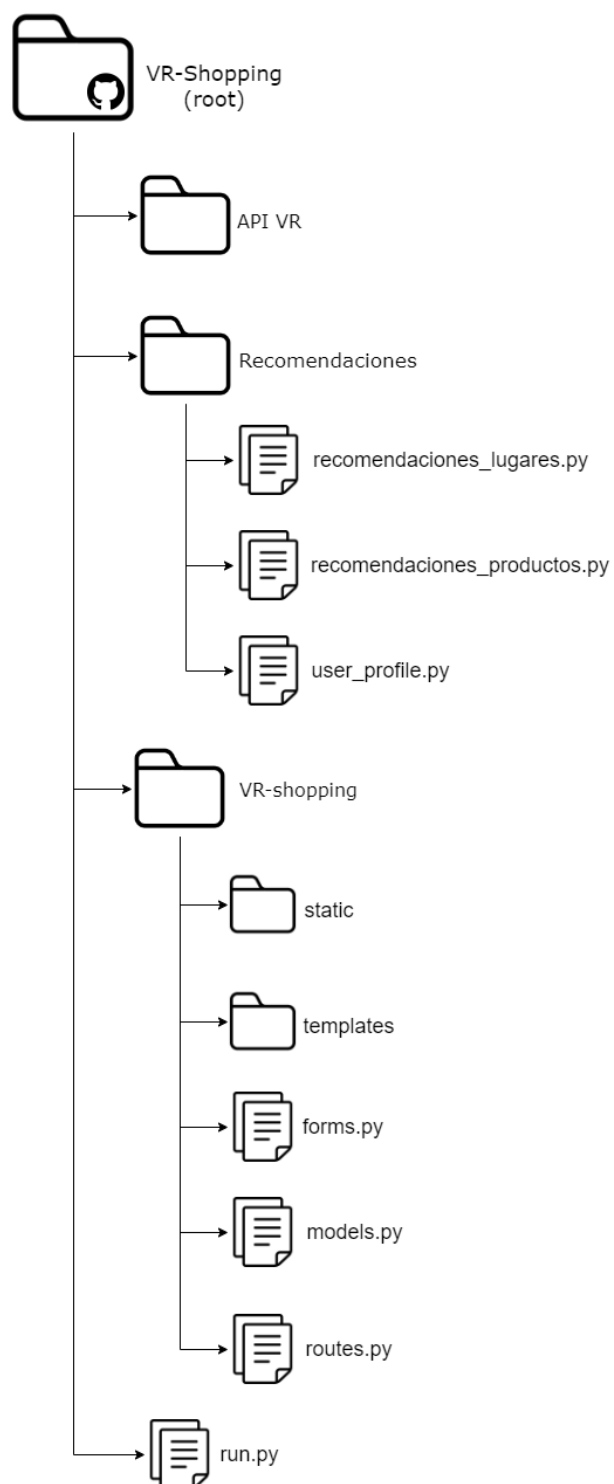 VR-Shopping
(root)
API VR
Recomendaciones
recomendaciones_lugares.py
recomendaciones_productos.py
user_profile.py
VR-shopping
static
templates
forms.py
models.py
routes.py
run.py